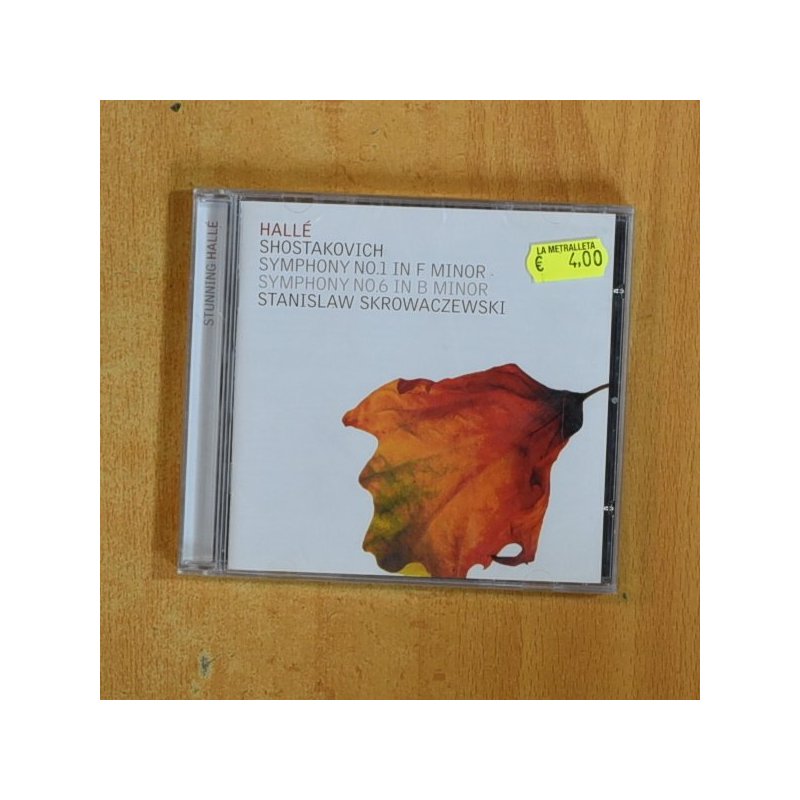 STUNNING HALLÉ
HALLÉ
SHOSTAKOVICH
SYMPHONY NO.1 IN F MINOR
SYMPHONY NO.6 IN B MINOR
STANISLAW SKROWACZEWSKI
LA METRALLETA
€ 4,00